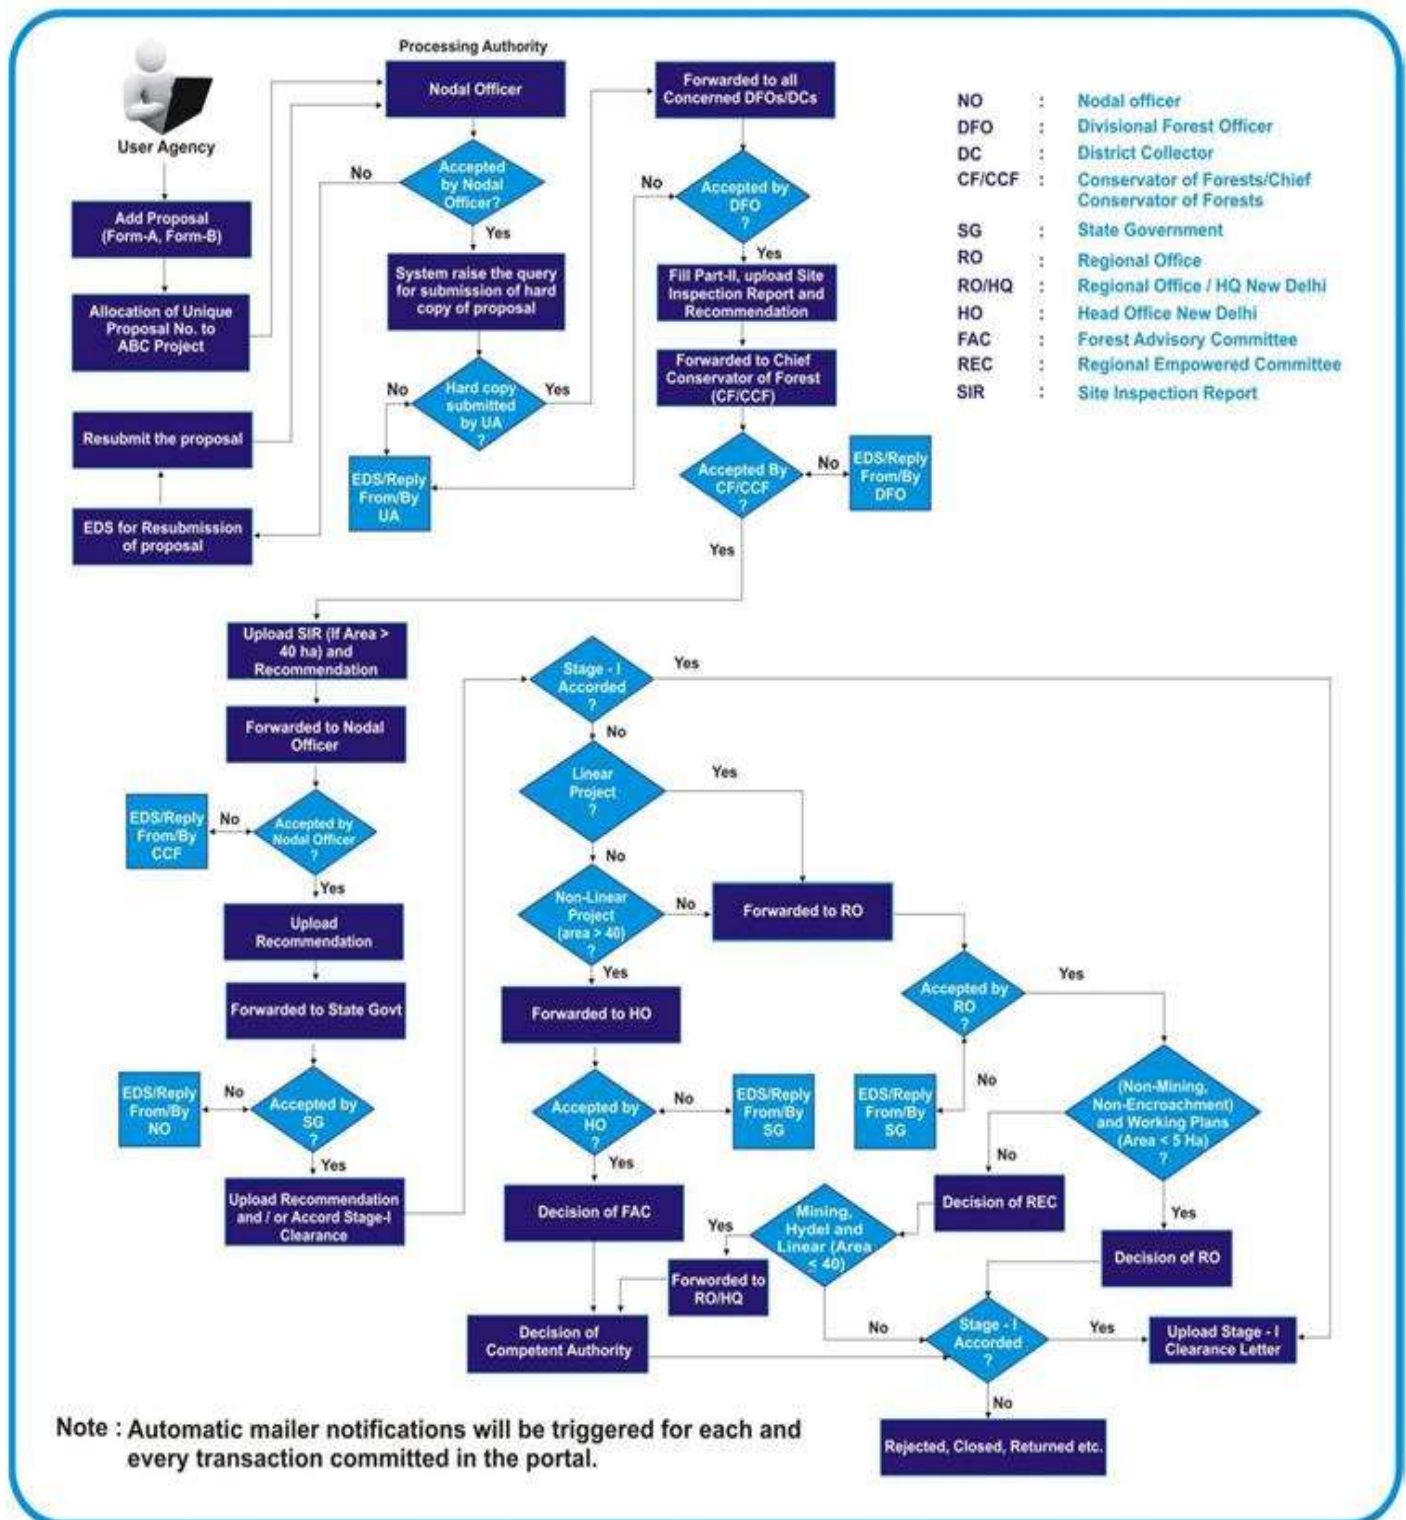 Processing Authority
User Agency
Nodal Officer
Accepted
by Nodal
Officer?
No
Yes
Add Proposal
(Form-A, Form-B)
Allocation of Unique
Proposal No. to
ABC Project
System raise the query
for submission of hard
copy of proposal
Hard copy
submitted
by UA
?
No
Yes
EDS/Reply
From/By
UA
Resubmit the proposal
EDS for Resubmission
of proposal
Forwarded to all
Concerned DFOs/DCs
Accepted by
DFO
?
No
Yes
Fill Part-II, upload Site
Inspection Report and
Recommendation
Forwarded to Chief
Conservator of Forest
(CF/CCF)
Accepted By
CF/CCF
?
No
EDS/Reply
From/By
DFO
Yes
NO : Nodal officer
DFO : Divisional Forest Officer
DC : District Collector
CF/CCF : Conservator of Forests/Chief
Conservator of Forests
SG : State Government
RO : Regional Office
RO/HQ : Regional Office / HQ New Delhi
HO : Head Office New Delhi
FAC : Forest Advisory Committee
REC : Regional Empowered Committee
SIR : Site Inspection Report
Upload SIR (If Area >
40 ha) and
Recommendation
Forwarded to Nodal
Officer
Accepted by
Nodal Officer
?
No
EDS/Reply
From/By
CCF
Yes
Upload
Recommendation
Forwarded to State Govt
Accepted by
SG
?
No
EDS/Reply
From/By
NO
Yes
Upload Recommendation
and / or Accord Stage-I
Clearance
Stage - I
Accorded
?
Yes
No
Linear
Project
?
Yes
No
Non-Linear
Project
(area > 40)
?
No
Forwarded to RO
Yes
Forwarded to HO
Accepted by
HO
?
No
EDS/Reply
From/By
SG
Yes
Decision of FAC
Accepted by
RO
?
Yes
No
EDS/Reply
From/By
SG
(Non-Mining,
Non-Encroachment)
and Working Plans
(Area < 5 Ha)
?
No
Yes
Decision of REC
Decision of RO
Mining,
Hydel and
Linear (Area
< 40)
Yes
No
Forwonded to
RO/HQ
Decision of
Competent Authority
Stage - I
Accorded
?
Yes
Upload Stage - I
Clearance Letter
No
Rejected, Closed, Returned etc.
Note : Automatic mailer notifications will be triggered for each and
every transaction committed in the portal.